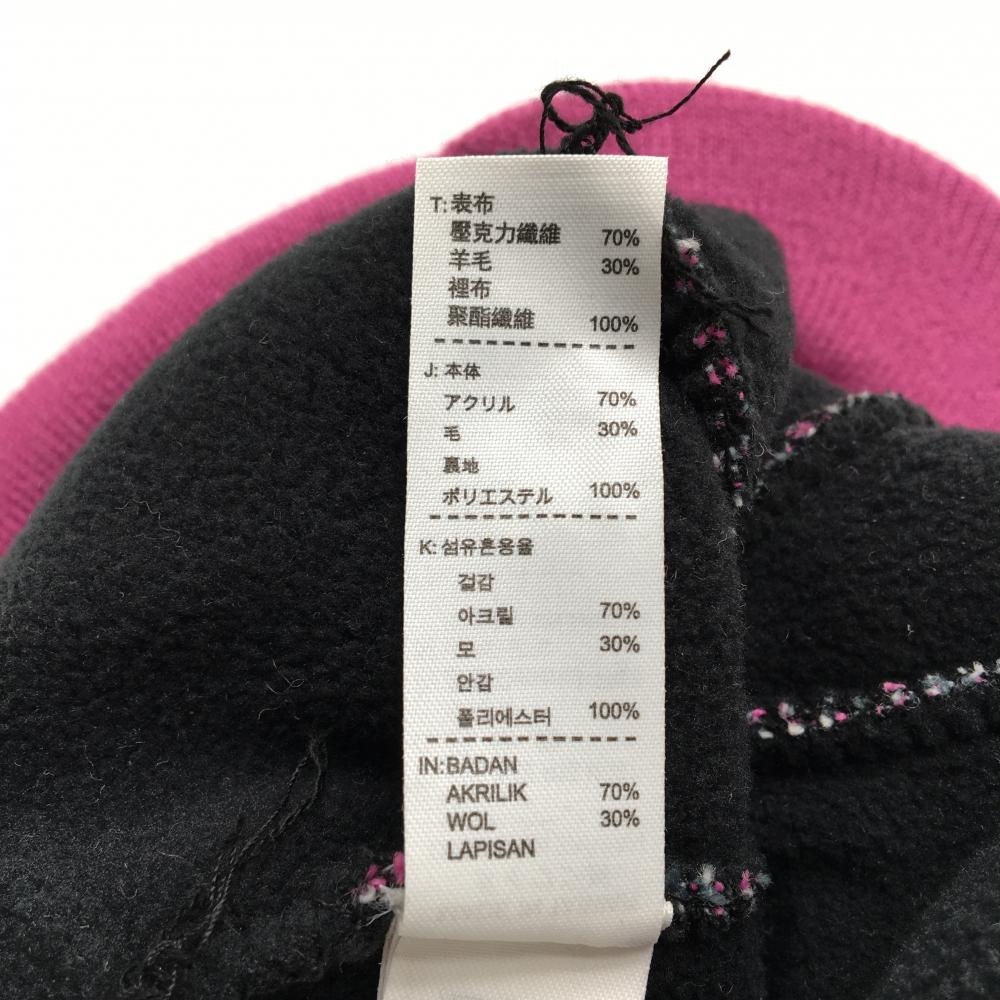 T: 表布
壓克力纖維 70%
羊毛 30%
裡布
聚酯纖維 100%
J: 本体
アクリル 70%
毛 30%
裏地
ポリエステル 100%
K: 섬유혼용율
겉감
아크릴 70%
모 30%
안감
폴리에스터 100%
IN: BADAN
AKRILIK 70%
WOL 30%
LAPISAN